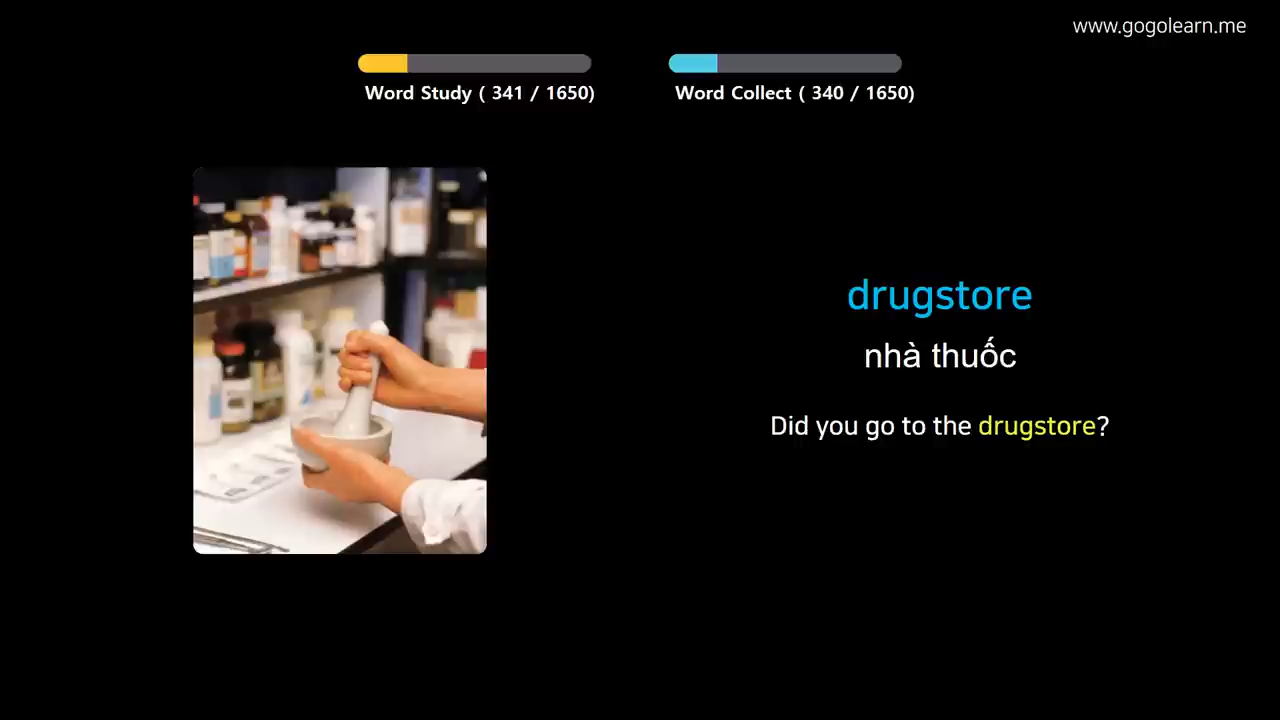 www.gogolearn.me
Word Study ( 341 / 1650)
Word Collect ( 340 / 1650)
drugstore
nhà thuốc
Did you go to the drugstore?